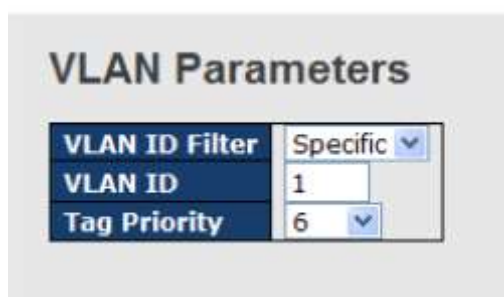 VLAN Parameters
VLAN ID Filter Specific
VLAN ID 1
Tag Priority 6